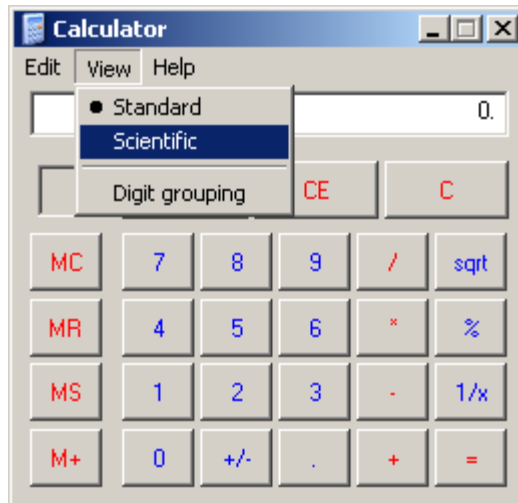 Calculator
Edit View Help
Standard
0.
Scientific
Digit grouping
CE C
MC 7 8 9 / sqrt
MR 4 5 6 * %
MS 1 2 3 - 1/x
M+ 0 +/- . + =